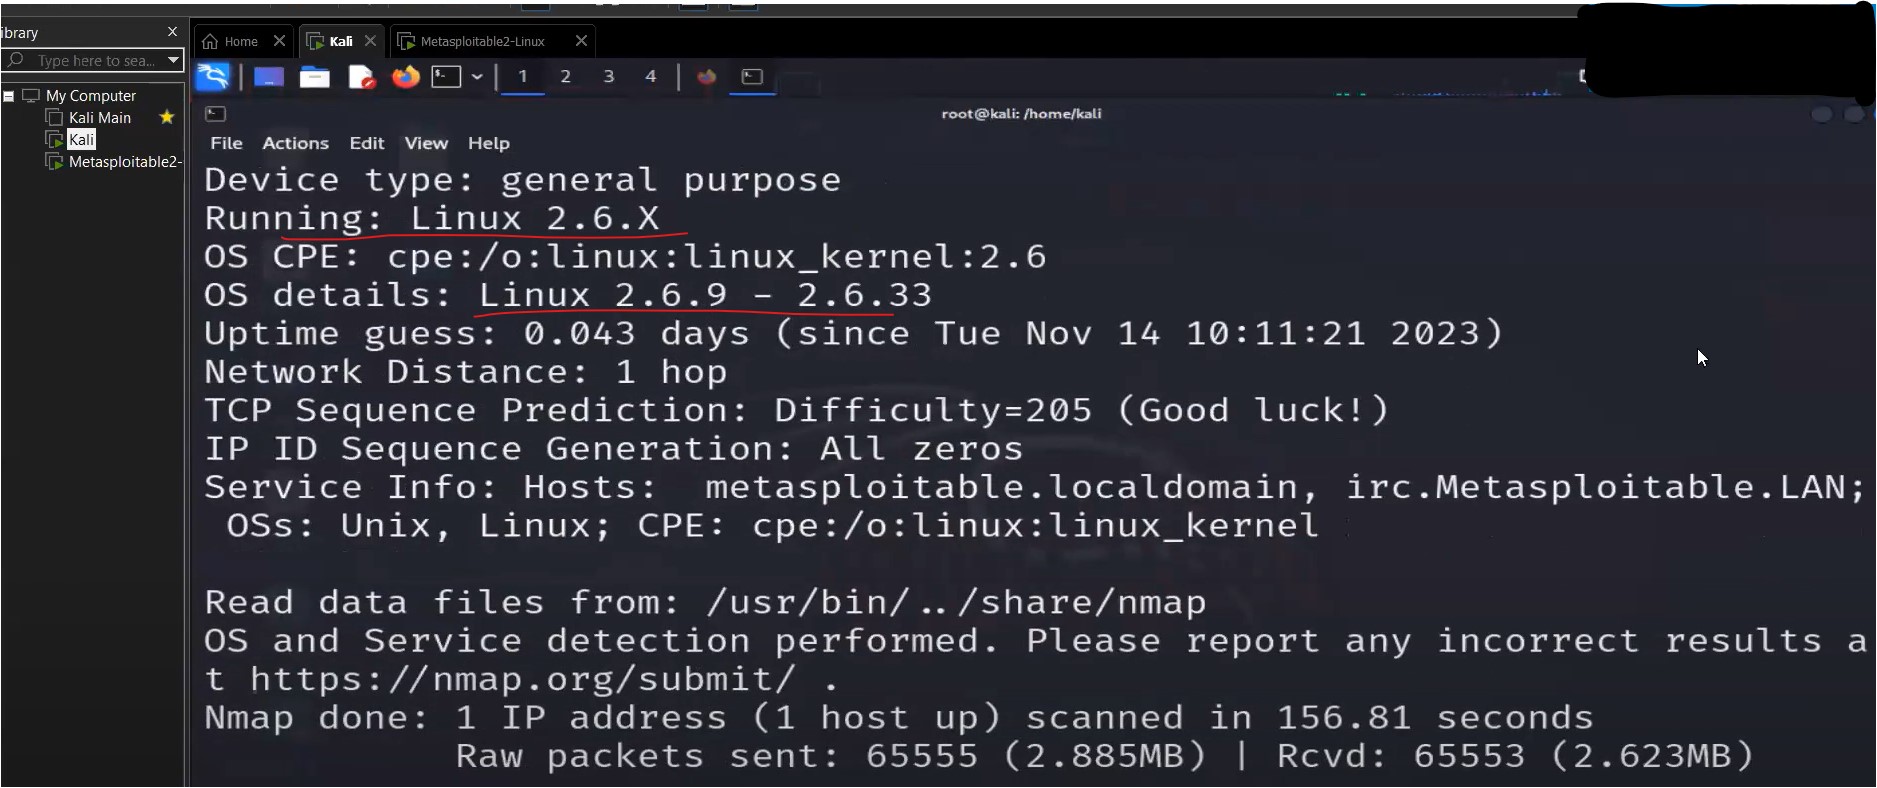 ibrary
Type here to sea...
My Computer
Kali Main
Kali
Metasploitable2-
Home
Kali
Metasploitable2-Linux
1 2 3 4
root@kali: /home/kali
File Actions Edit View Help
Device type: general purpose
Running: Linux 2.6.X
OS CPE: cpe:/o:linux:linux_kernel:2.6
OS details: Linux 2.6.9 - 2.6.33
Uptime guess: 0.043 days (since Tue Nov 14 10:11:21 2023)
Network Distance: 1 hop
TCP Sequence Prediction: Difficulty=205 (Good luck!)
IP ID Sequence Generation: All zeros
Service Info: Hosts:  metasploitable.localdomain, irc.Metasploitable.LAN;
OSs: Unix, Linux; CPE: cpe:/o:linux:linux_kernel
Read data files from: /usr/bin/../share/nmap
OS and Service detection performed. Please report any incorrect results a
t https://nmap.org/submit/ .
Nmap done: 1 IP address (1 host up) scanned in 156.81 seconds
Raw packets sent: 65555 (2.885MB) | Rcvd: 65553 (2.623MB)